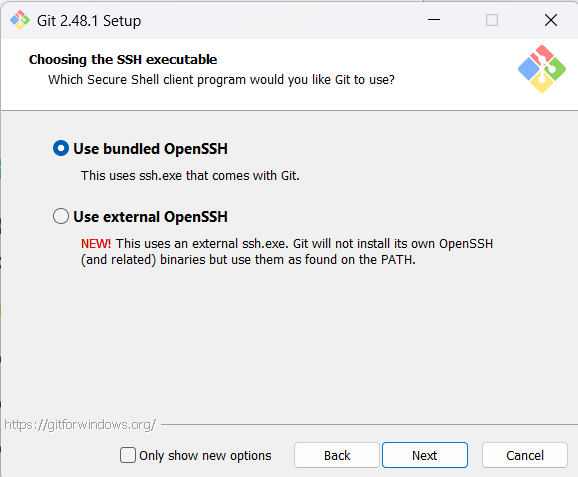 Git 2.48.1 Setup
Choosing the SSH executable
Which Secure Shell client program would you like Git to use?
Use bundled OpenSSH
This uses ssh.exe that comes with Git.
Use external OpenSSH
NEW! This uses an external ssh.exe. Git will not install its own OpenSSH
(and related) binaries but use them as found on the PATH.
https://gitforwindows.org/
Only show new options
Back
Next
Cancel